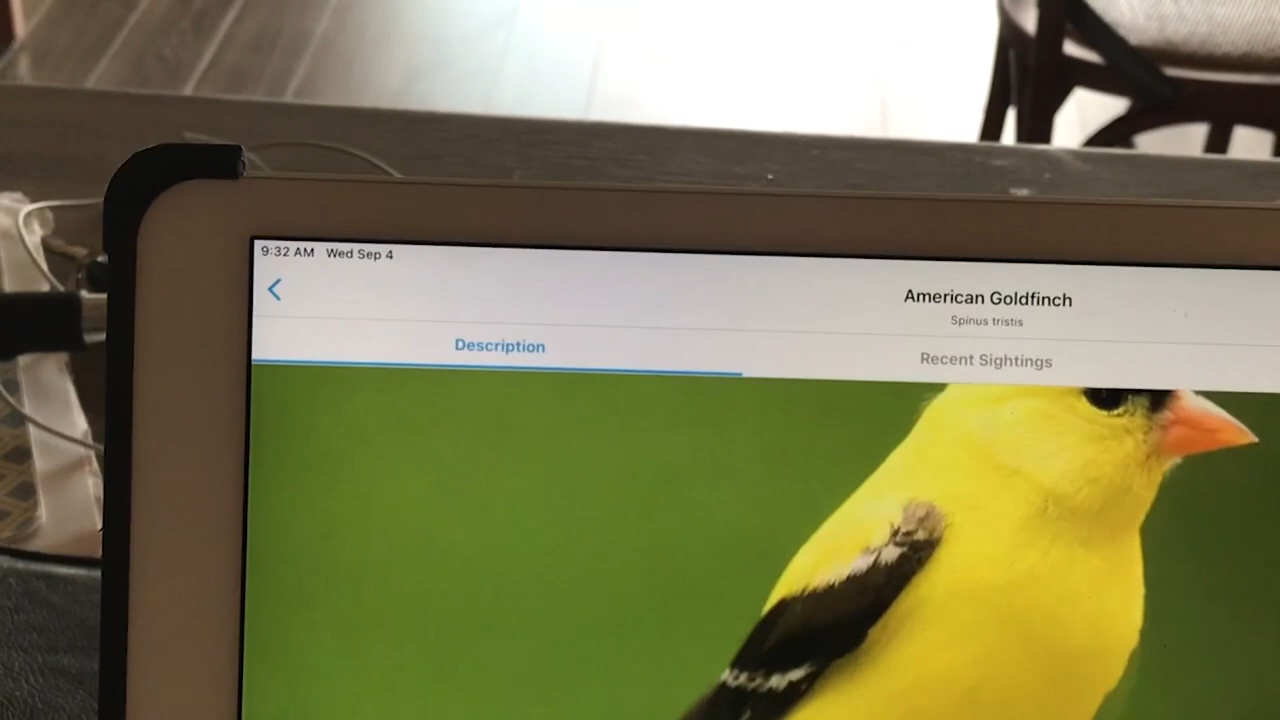 9:32 AM Wed Sep 4
American Goldfinch
Spinus tristis
Description
Recent Sightings